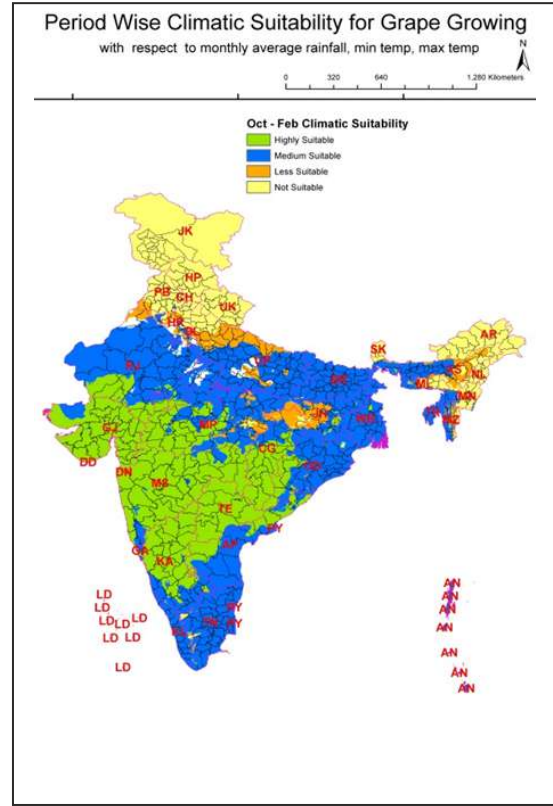 Period Wise Climatic Suitability for Grape Growing
with respect to monthly average rainfall, min temp, max temp
N
0 320 640 1,280 Kilometers
Oct - Feb Climatic Suitability
Highly Suitable
Medium Suitable
Less Suitable
Not Suitable
JK
HP
PB
CH
UK
HR
AR
SK
UP
AS
NL
RJ
ML
MN
MZ
MP
JH
GJ
CG
DD
DN
MS
TE
PY
AP
GA
KA
AN
LD
AN
LD
AN
LD
LD
LD
PY
AN
LD
LD
PY
KL
AN
LD
AN
AN